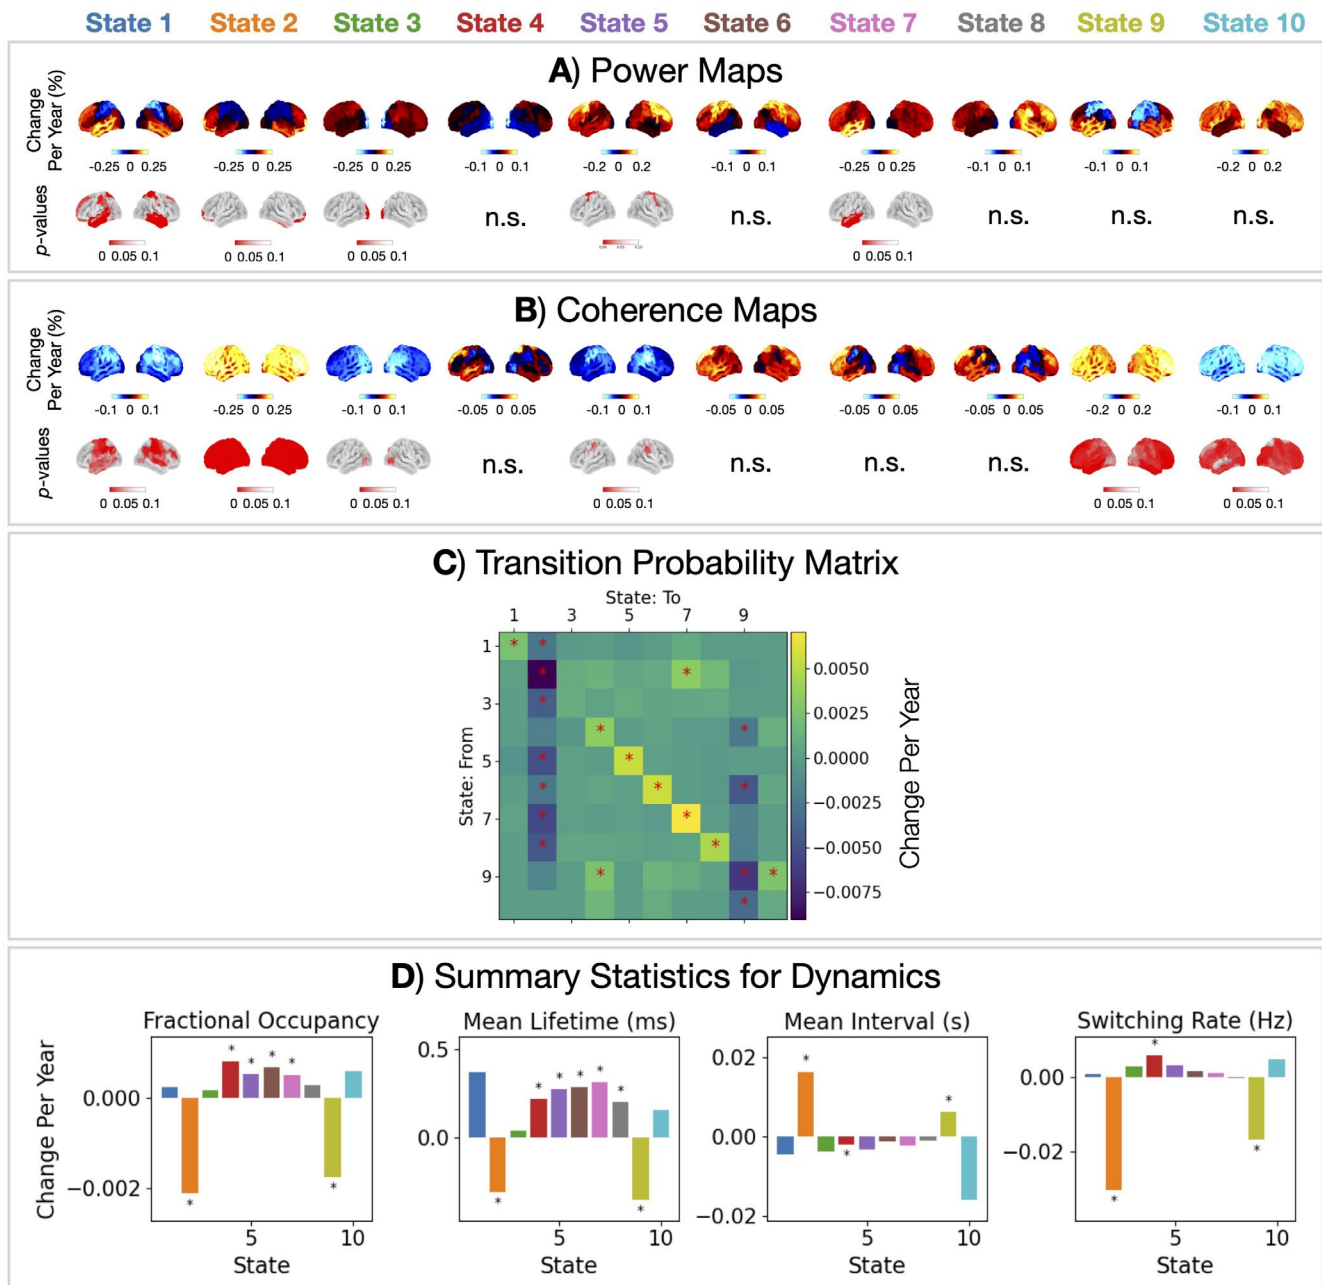 State 1 State 2 State 3 State 4 State 5 State 6 State 7 State 8 State 9 State 10
A) Power Maps
Change Per Year (%)
-0.25 0 0.25 -0.25 0 0.25 -0.25 0 0.25 -0.1 0 0.1 -0.2 0 0.2 -0.1 0 0.1 -0.25 0 0.25 -0.1 0 0.1 -0.1 0 0.1 -0.2 0 0.2
p-values
n.s. n.s. n.s. n.s. n.s.
0 0.05 0.1 0 0.05 0.1 0 0.05 0.1 0 0.05 0.1
B) Coherence Maps
Change Per Year (%)
-0.1 0 0.1 -0.25 0 0.25 -0.1 0 0.1 -0.05 0 0.05 -0.1 0 0.1 -0.05 0 0.05 -0.05 0 0.05 -0.05 0 0.05 -0.2 0 0.2 -0.1 0 0.1
p-values
n.s. n.s. n.s. n.s.
0 0.05 0.1 0 0.05 0.1 0 0.05 0.1 0 0.05 0.1 0 0.05 0.1 0 0.05 0.1
C) Transition Probability Matrix
State: To
1 3 5 7 9
State: From
1
3
5
7
9
* *
* *
*
* *
* *
* * *
* *
* *
* * *
*
0.0050
0.0025
0.0000
−0.0025
−0.0050
−0.0075
Change Per Year
D) Summary Statistics for Dynamics
Change Per Year
Fractional Occupancy
0.000
−0.002
* * * * * *
5 10
State
Mean Lifetime (ms)
0.5
0.0
* * * * * * *
5 10
State
Mean Interval (s)
0.02
0.00
−0.02
* * *
5 10
State
Switching Rate (Hz)
0.00
−0.02
* * *
5 10
State